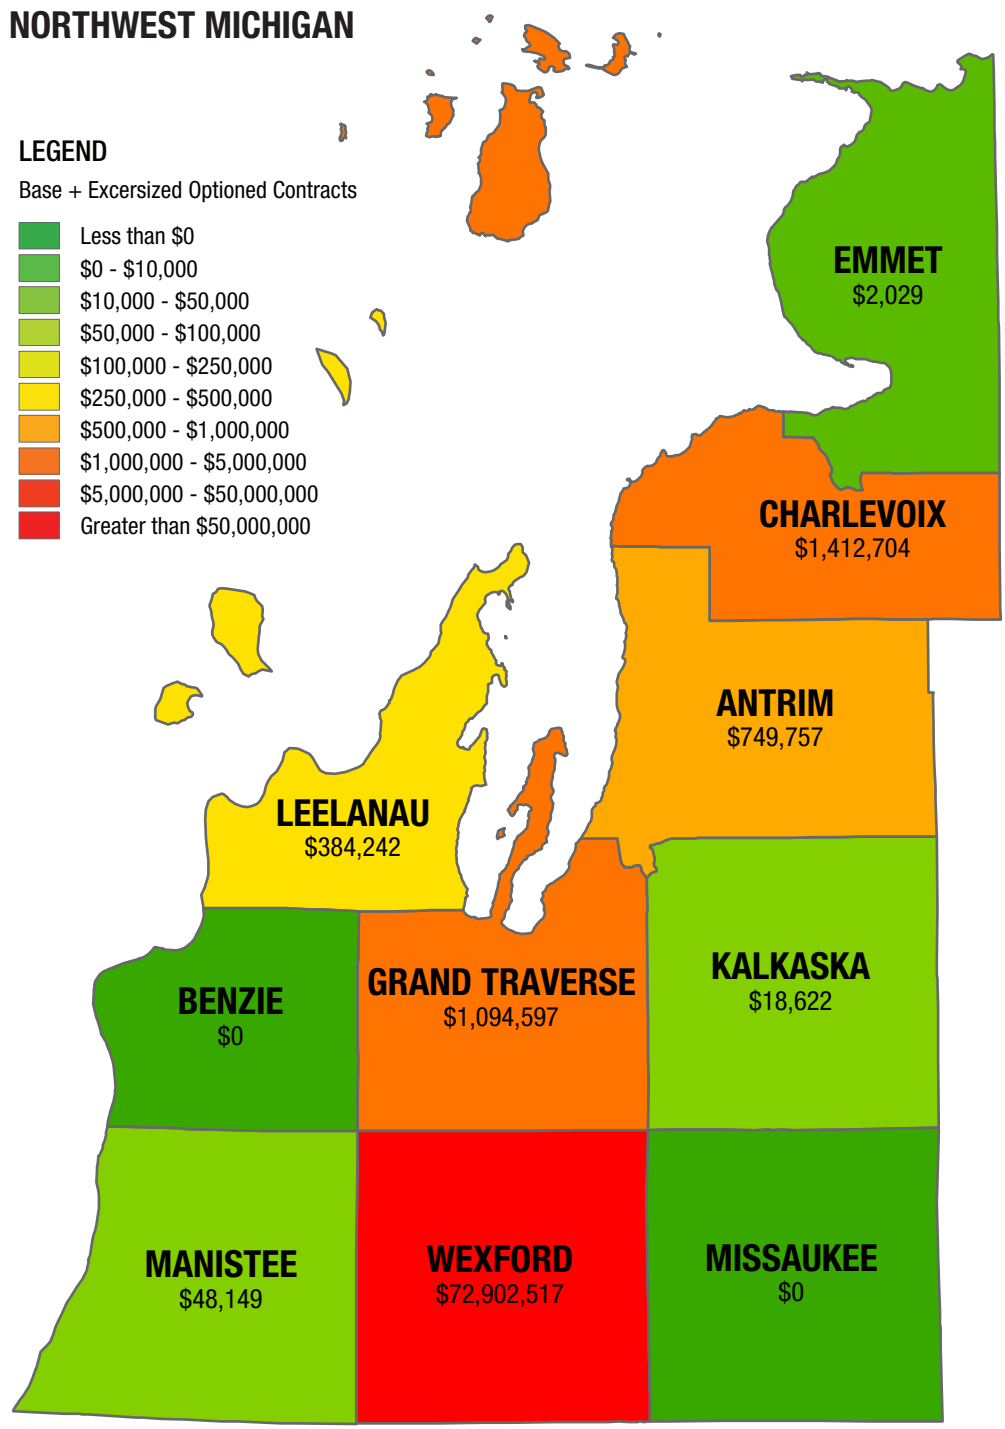 NORTHWEST MICHIGAN
LEGEND
Base + Excersized Optioned Contracts
Less than $0
$0 - $10,000
$10,000 - $50,000
$50,000 - $100,000
$100,000 - $250,000
$250,000 - $500,000
$500,000 - $1,000,000
$1,000,000 - $5,000,000
$5,000,000 - $50,000,000
Greater than $50,000,000
EMMET
$2,029
CHARLEVOIX
$1,412,704
ANTRIM
$749,757
LEELANAU
$384,242
KALKASKA
$18,622
GRAND TRAVERSE
$1,094,597
BENZIE
$0
MANISTEE
$48,149
WEXFORD
$72,902,517
MISSAUKEE
$0